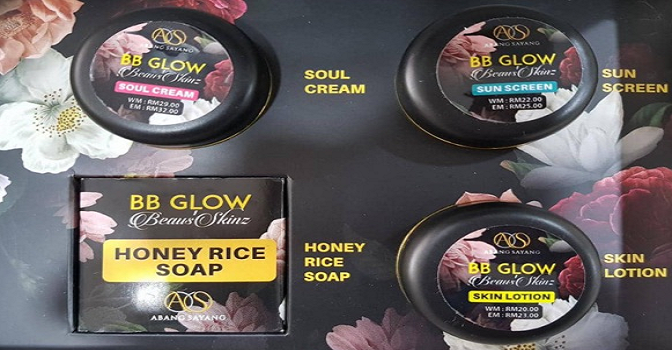 AS
ABANG SAYANG
BB GLOW
Beaus Skinz
SOUL CREAM
WM : RM29.00
EM : RM32.00
SOUL
CREAM
AS
ABANG SAYANG
BB GLOW
Beaus Skinz
SUN SCREEN
WM : RM22.00
EM : RM25.00
SUN
SCREEN
BB GLOW
Beaus Skinz
HONEY RICE
SOAP
AS
ABANG SAYANG
HONEY
RICE
SOAP
AS
ABANG SAYANG
BB GLOW
Beaus Skinz
SKIN LOTION
WM : RM20.00
EM : RM23.00
SKIN
LOTION